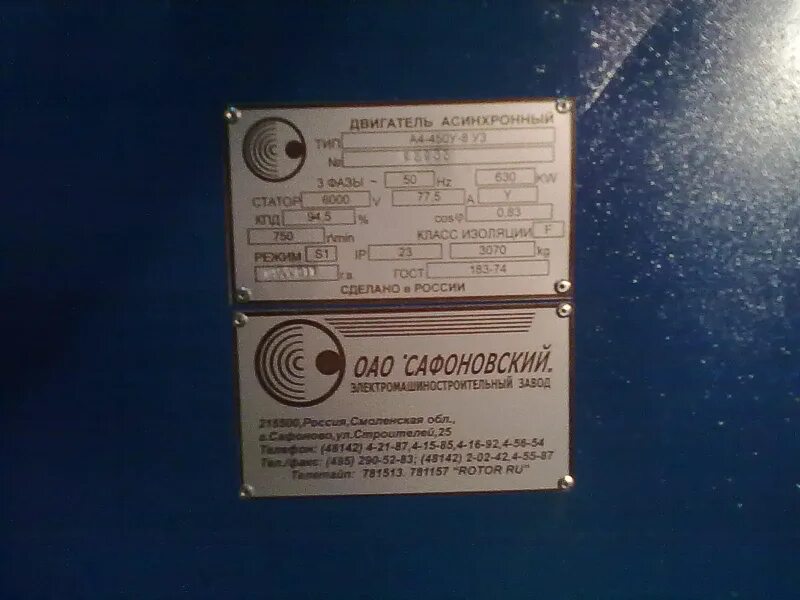 ДВИГАТЕЛЬ АСИНХРОННЫЙ
ТИП А4-450У-8 У3
№
3 ФАЗЫ ~ 50 Hz 630 KW
СТАТОР 6000 V 77,5 A Y
КПД 94,5 % cosφ 0,83
750 r/min КЛАСС ИЗОЛЯЦИИ F
РЕЖИМ S1 IP 23 3070 kg
г.в. ГОСТ 183-74
СДЕЛАНО в РОССИИ
ОАО "САФОНОВСКИЙ.
ЭЛЕКТРОМАШИНОСТРОИТЕЛЬНЫЙ ЗАВОД
215500,Россия,Смоленская обл.,
г.Сафоново,ул.Строителей,25
Телефон: (48142) 4-21-87,4-15-85,4-16-92,4-56-54
Тел./факс: (495) 290-52-83; (48142) 2-02-42,4-55-87
Телетайп: 781513. 781157 "ROTOR RU"